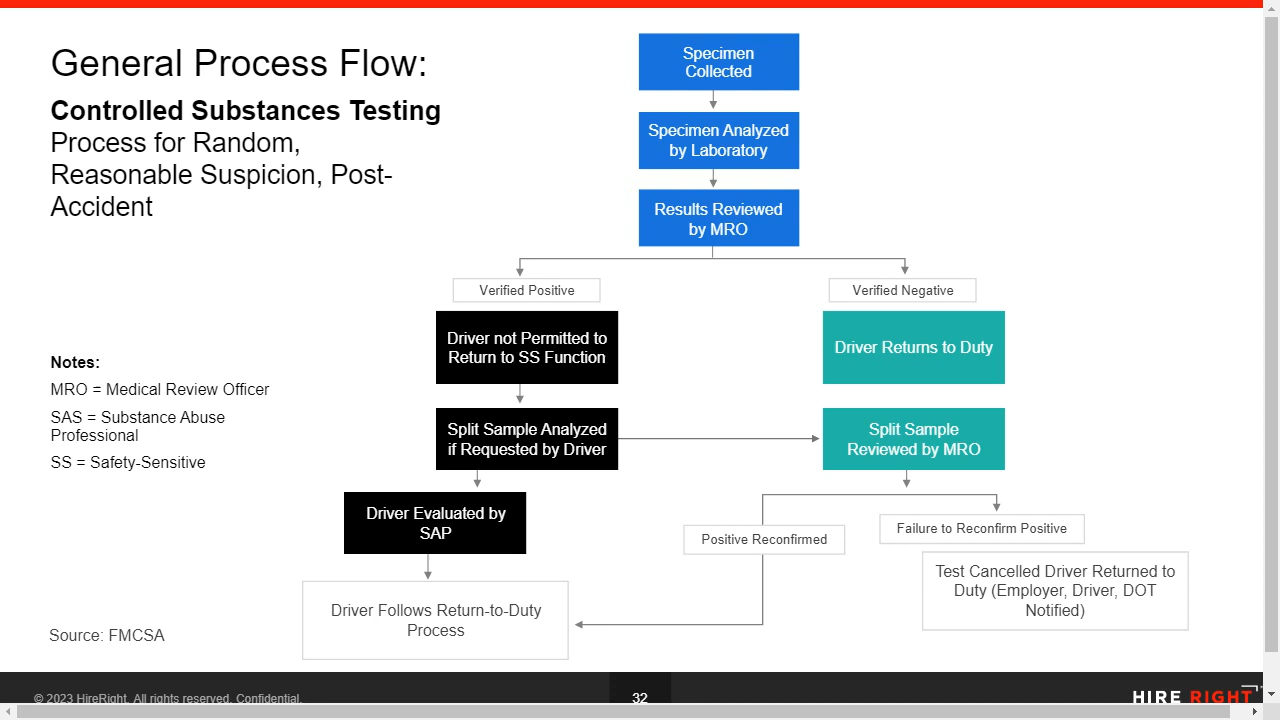 General Process Flow:
Controlled Substances Testing
Process for Random,
Reasonable Suspicion, Post-
Accident
Specimen
Collected
Specimen Analyzed
by Laboratory
Results Reviewed
by MRO
Verified Positive
Verified Negative
Driver not Permitted to
Return to SS Function
Driver Returns to Duty
Split Sample Analyzed
if Requested by Driver
Split Sample
Reviewed by MRO
Driver Evaluated by
SAP
Positive Reconfirmed
Failure to Reconfirm Positive
Test Cancelled Driver Returned to
Duty (Employer, Driver, DOT
Notified)
Driver Follows Return-to-Duty
Process
Notes:
MRO = Medical Review Officer
SAS = Substance Abuse
Professional
SS = Safety-Sensitive
Source: FMCSA
© 2023 HireRight. All rights reserved. Confidential.
32
HIRE RIGHT